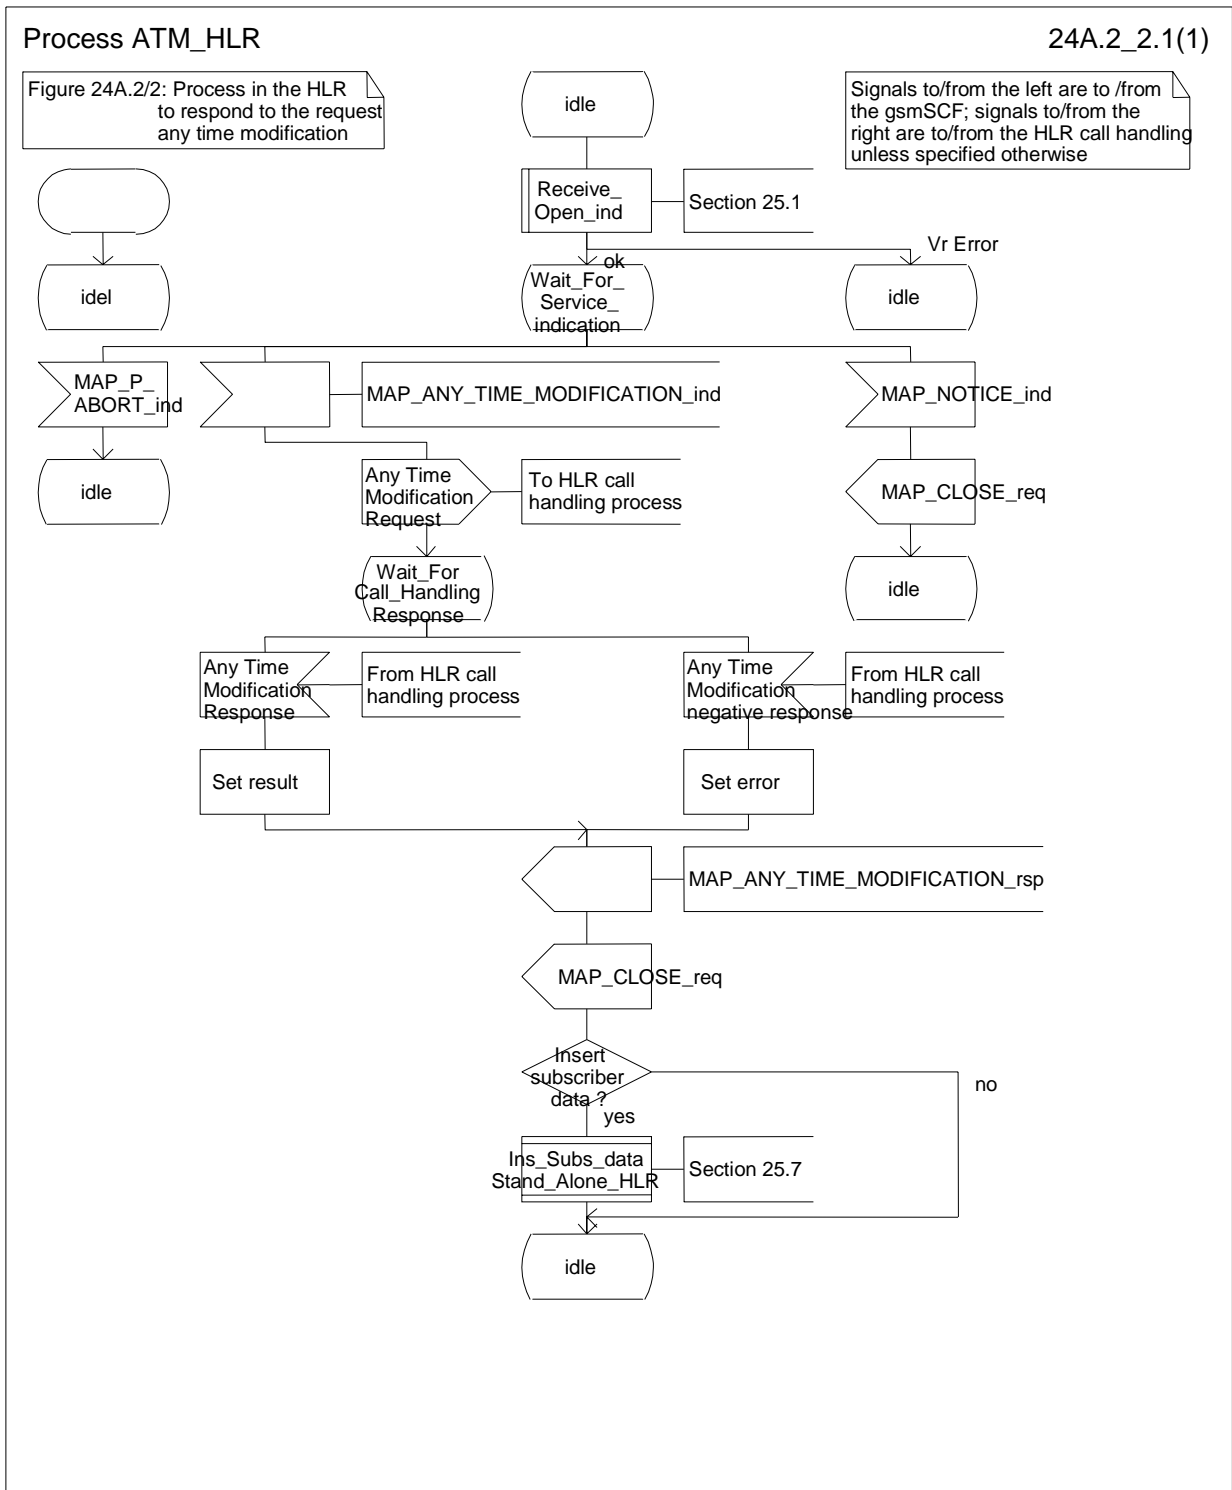 Process ATM_HLR
24A.2_2.1(1)
Figure 24A.2/2: Process in the HLR
to respond to the request
any time modification
idle
Signals to/from the left are to /from
the gsmSCF; signals to/from the
right are to/from the HLR call handling
unless specified otherwise
Receive_
Open_ind
Section 25.1
Vr Error
ok
idel
Wait_For_
Service_
indication
idle
MAP_P_
ABORT_ind
MAP_ANY_TIME_MODIFICATION_ind
MAP_NOTICE_ind
idle
Any Time
Modification
Request
To HLR call
handling process
MAP_CLOSE_req
Wait_For
Call_Handling
Response
idle
Any Time
Modification
Response
From HLR call
handling process
Any Time
Modification
negative response
From HLR call
handling process
Set result
Set error
MAP_ANY_TIME_MODIFICATION_rsp
MAP_CLOSE_req
Insert
subscriber
data ?
no
yes
Ins_Subs_data
Stand_Alone_HLR
Section 25.7
idle